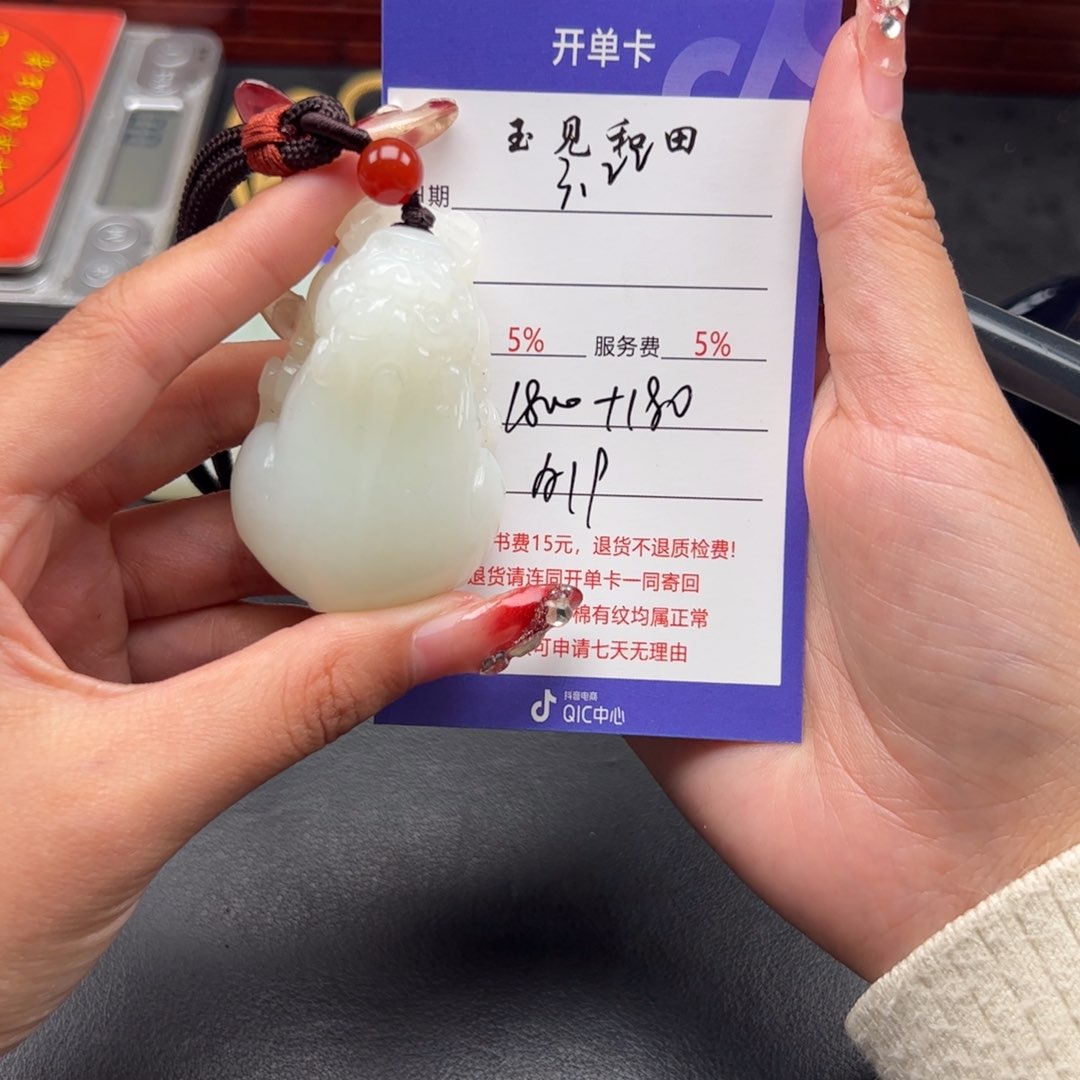 开单卡
玉见和田
日期
5% 服务费 5%
1800+180
书费15元，退货不退质检费!
退货请连同开单卡一同寄回
棉有纹均属正常
可申请七天无理由
抖音电商
QIC中心